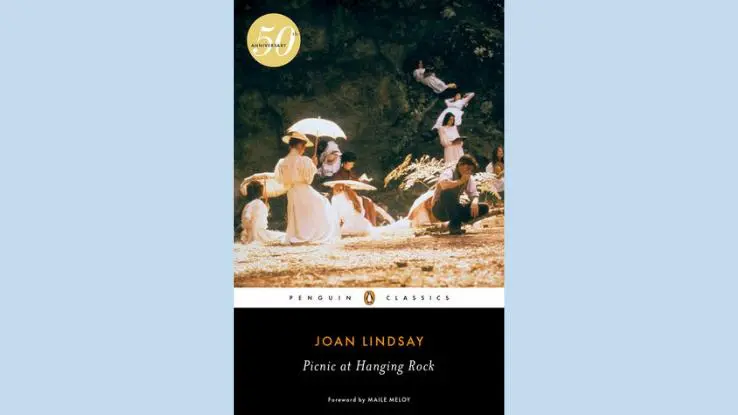 50th
ANNIVERSARY
PENGUIN CLASSICS
JOAN LINDSAY
Picnic at Hanging Rock
Foreword by MAILE MELOY